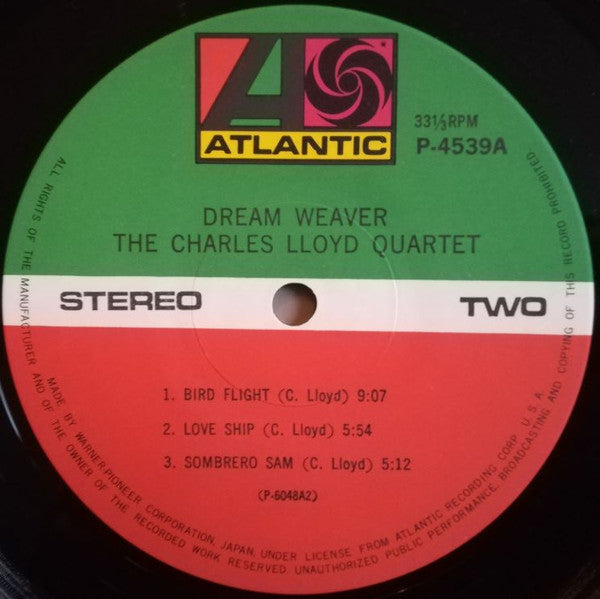 ATLANTIC
33⅓RPM
P-4539A
DREAM WEAVER
THE CHARLES LLOYD QUARTET
STEREO
TWO
1. BIRD FLIGHT (C. Lloyd) 9:07
2. LOVE SHIP (C. Lloyd) 5:54
3. SOMBRERO SAM (C. Lloyd) 5:12
(P-6048A2)
MADE BY WARNER-PIONEER CORPORATION, JAPAN, UNDER LICENSE FROM ATLANTIC RECORDING CORP. U.S.A.
ALL RIGHTS OF THE MANUFACTURER AND OF THE OWNER OF THE RECORDED WORK RESERVED. UNAUTHORIZED PUBLIC PERFORMANCE, BROADCASTING AND COPYING OF THIS RECORD PROHIBITED.